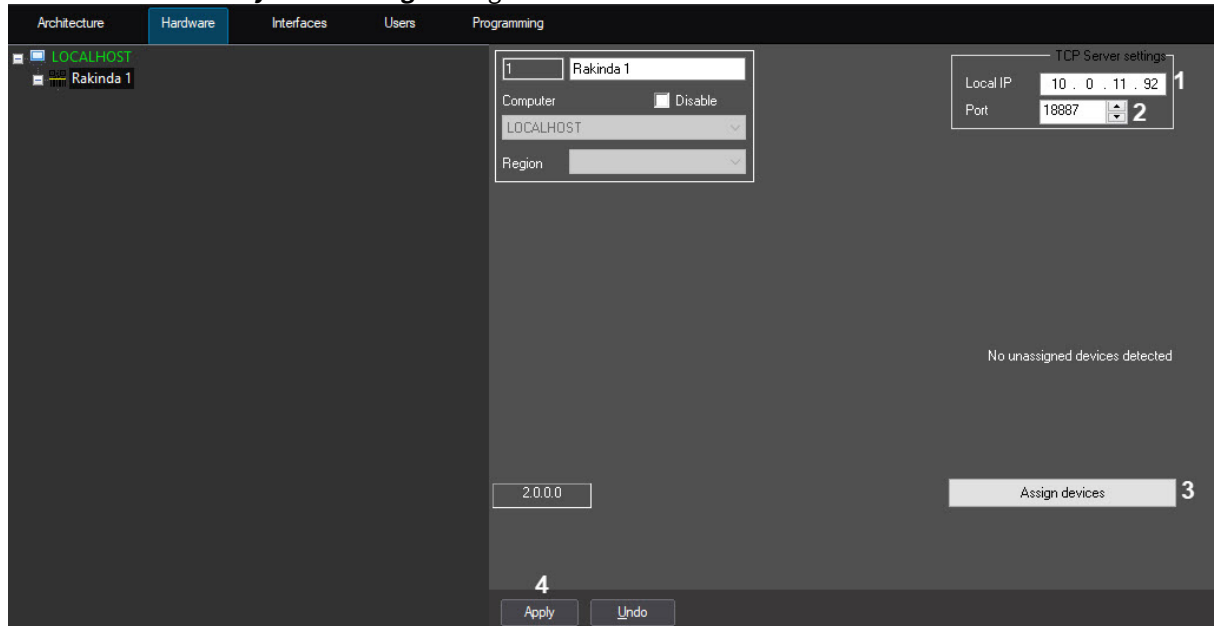 Architecture Hardware Interfaces Users Programming
LOCALHOST
Rakinda 1
1 Rakinda 1
Computer Disable
LOCALHOST
Region
TCP Server settings
Local IP 10 . 0 . 11 . 92 1
Port 18887 2
No unassigned devices detected
2.0.0.0
Assign devices 3
4
Apply Undo